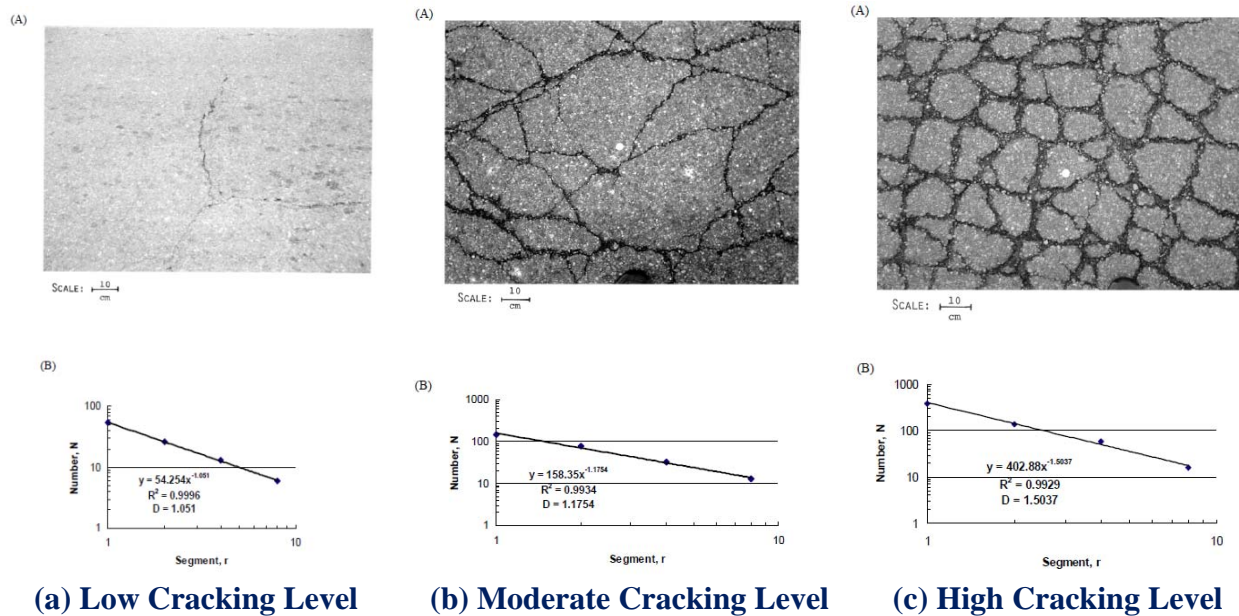 (A)
SCALE: 10
cm
(B)
100
10
1
1
10
Number, N
y = 54.254x^-1.051
R² = 0.9996
D = 1.051
Segment, r
(a) Low Cracking Level
(A)
SCALE: 10
cm
(B)
1000
100
10
1
1
10
Number, N
y = 158.35x^-1.1754
R² = 0.9934
D = 1.1754
Segment, r
(b) Moderate Cracking Level
(A)
SCALE: 10
cm
(B)
1000
100
10
1
1
10
Number, N
y = 402.88x^-1.5037
R² = 0.9929
D = 1.5037
Segment, r
(c) High Cracking Level